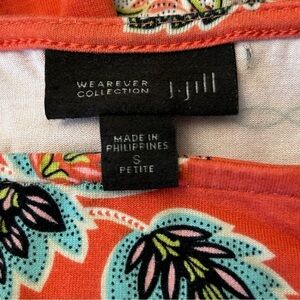 WEAREVER
COLLECTION
J.Jill
MADE IN
PHILIPPINES
S
PETITE